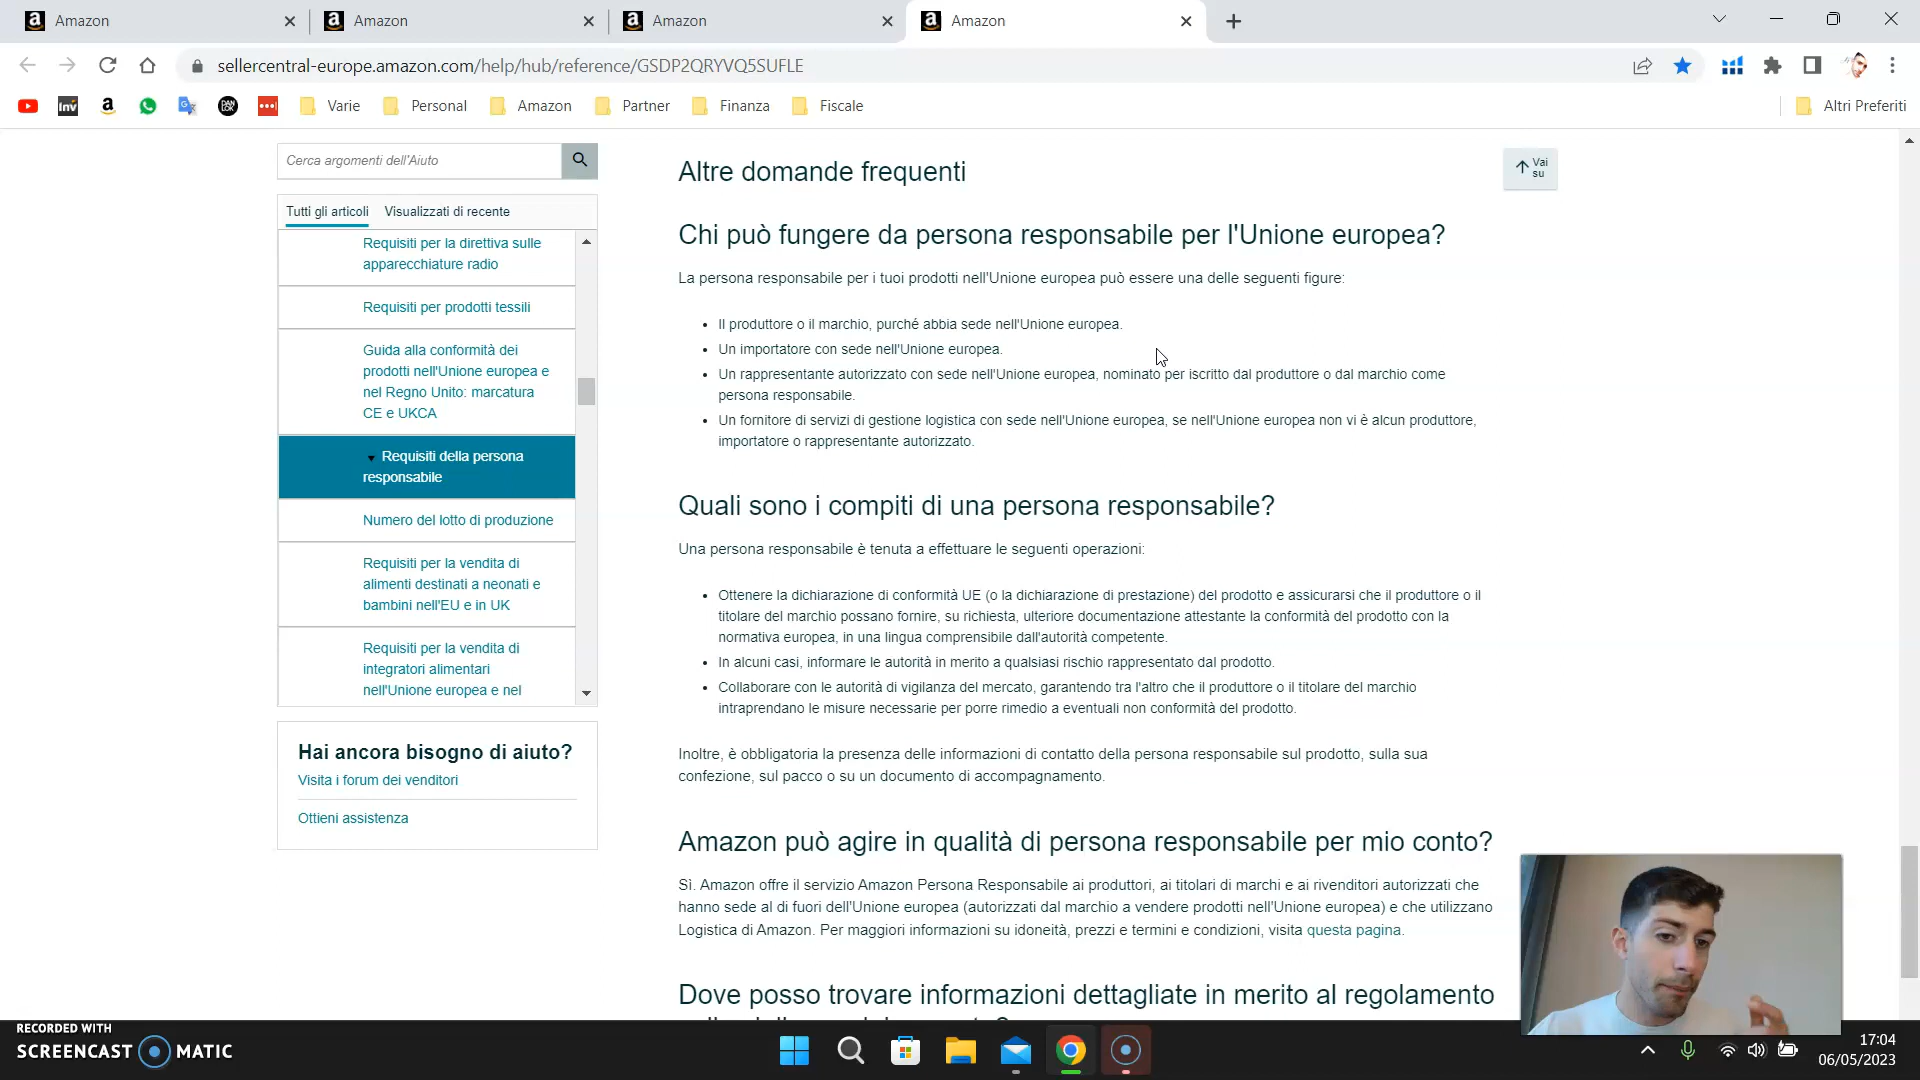 Amazon
Amazon
Amazon
Amazon
sellercentral-europe.amazon.com/help/hub/reference/GSDP2QRYVQ5SUFLE
inv
DAN LOK
Varie
Personal
Amazon
Partner
Finanza
Fiscale
Altri Preferiti
Cerca argomenti dell'Aiuto
Tutti gli articoli
Visualizzati di recente
Requisiti per la direttiva sulle
apparecchiature radio
Requisiti per prodotti tessili
Guida alla conformità dei
prodotti nell'Unione europea e
nel Regno Unito: marcatura
CE e UKCA
Requisiti della persona
responsabile
Numero del lotto di produzione
Requisiti per la vendita di
alimenti destinati a neonati e
bambini nell'EU e in UK
Requisiti per la vendita di
integratori alimentari
nell'Unione europea e nel
Hai ancora bisogno di aiuto?
Visita i forum dei venditori
Ottieni assistenza
Altre domande frequenti
Vai
su
Chi può fungere da persona responsabile per l'Unione europea?
La persona responsabile per i tuoi prodotti nell'Unione europea può essere una delle seguenti figure:
• Il produttore o il marchio, purché abbia sede nell'Unione europea.
• Un importatore con sede nell'Unione europea.
• Un rappresentante autorizzato con sede nell'Unione europea, nominato per iscritto dal produttore o dal marchio come
persona responsabile.
• Un fornitore di servizi di gestione logistica con sede nell'Unione europea, se nell'Unione europea non vi è alcun produttore,
importatore o rappresentante autorizzato.
Quali sono i compiti di una persona responsabile?
Una persona responsabile è tenuta a effettuare le seguenti operazioni:
• Ottenere la dichiarazione di conformità UE (o la dichiarazione di prestazione) del prodotto e assicurarsi che il produttore o il
titolare del marchio possano fornire, su richiesta, ulteriore documentazione attestante la conformità del prodotto con la
normativa europea, in una lingua comprensibile dall'autorità competente.
• In alcuni casi, informare le autorità in merito a qualsiasi rischio rappresentato dal prodotto.
• Collaborare con le autorità di vigilanza del mercato, garantendo tra l'altro che il produttore o il titolare del marchio
intraprendano le misure necessarie per porre rimedio a eventuali non conformità del prodotto.
Inoltre, è obbligatoria la presenza delle informazioni di contatto della persona responsabile sul prodotto, sulla sua
confezione, sul pacco o su un documento di accompagnamento.
Amazon può agire in qualità di persona responsabile per mio conto?
Sì. Amazon offre il servizio Amazon Persona Responsabile ai produttori, ai titolari di marchi e ai rivenditori autorizzati che
hanno sede al di fuori dell'Unione europea (autorizzati dal marchio a vendere prodotti nell'Unione europea) e che utilizzano
Logistica di Amazon. Per maggiori informazioni su idoneità, prezzi e termini e condizioni, visita questa pagina.
Dove posso trovare informazioni dettagliate in merito al regolamento
RECORDED WITH
SCREENCAST MATIC
17:04
06/05/2023